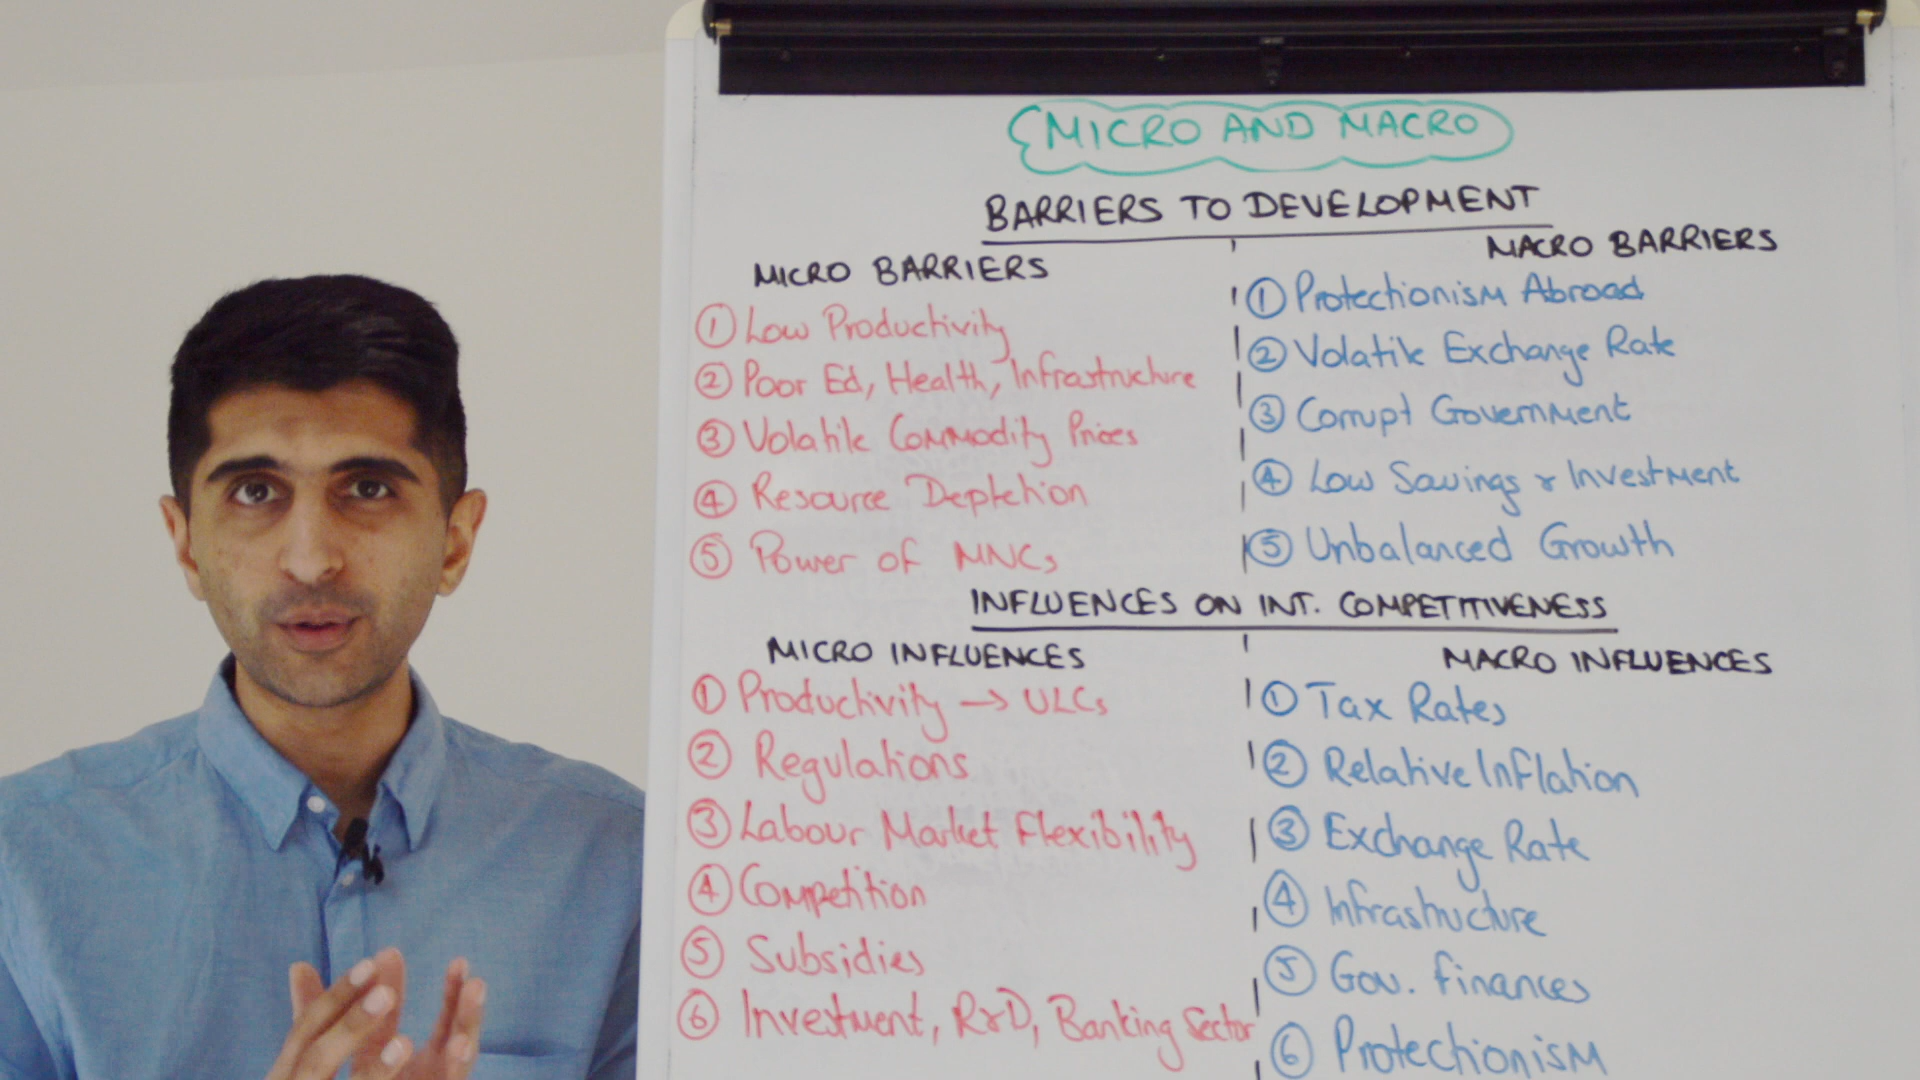 MICRO AND MACRO
BARRIERS TO DEVELOPMENT
MICRO BARRIERS
① Low Productivity
② Poor Ed, Health, Infrastructure
③ Volatile Commodity Prices
④ Resource Depletion
⑤ Power of MNCs
MACRO BARRIERS
① Protectionism Abroad
② Volatile Exchange Rate
③ Corrupt Government
④ Low Savings & Investment
⑤ Unbalanced Growth
INFLUENCES ON INT. COMPETITIVENESS
MICRO INFLUENCES
① Productivity → ULCs
② Regulations
③ Labour Market Flexibility
④ Competition
⑤ Subsidies
⑥ Investment, R&D, Banking Sector
MACRO INFLUENCES
① Tax Rates
② Relative Inflation
③ Exchange Rate
④ Infrastructure
⑤ Gov. Finances
⑥ Protectionism